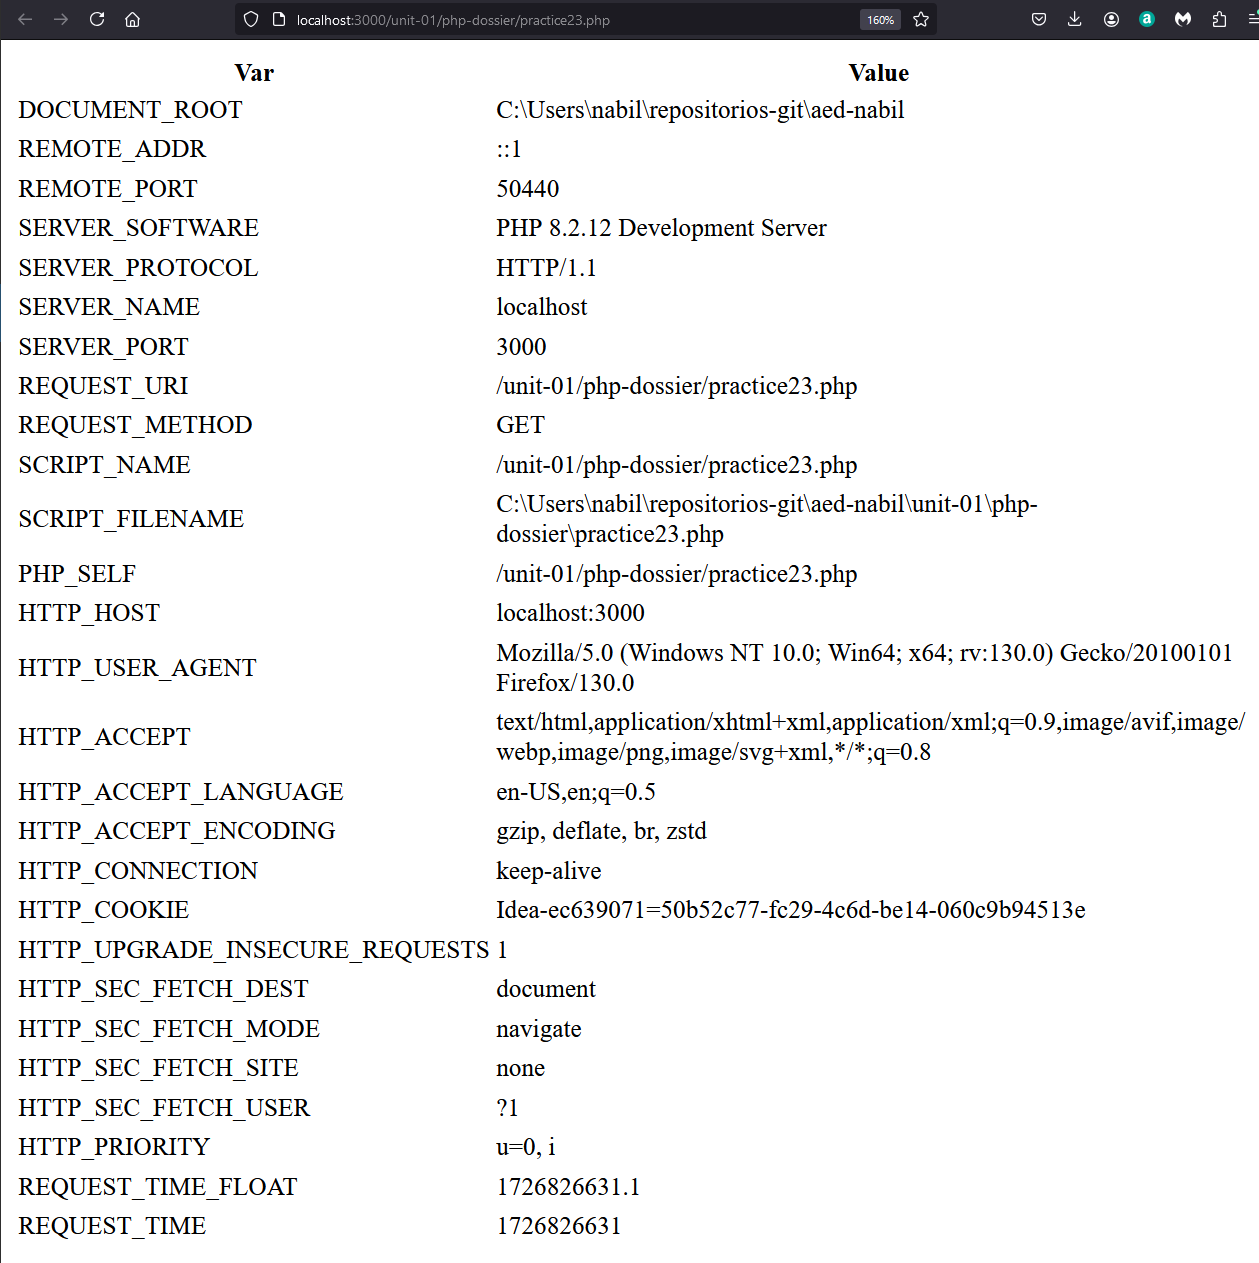 localhost:3000/unit-01/php-dossier/practice23.php 160%
Var Value
DOCUMENT_ROOT C:\Users\nabil\repositorios-git\aed-nabil
REMOTE_ADDR ::1
REMOTE_PORT 50440
SERVER_SOFTWARE PHP 8.2.12 Development Server
SERVER_PROTOCOL HTTP/1.1
SERVER_NAME localhost
SERVER_PORT 3000
REQUEST_URI /unit-01/php-dossier/practice23.php
REQUEST_METHOD GET
SCRIPT_NAME /unit-01/php-dossier/practice23.php
SCRIPT_FILENAME C:\Users\nabil\repositorios-git\aed-nabil\unit-01\php-
dossier\practice23.php
PHP_SELF /unit-01/php-dossier/practice23.php
HTTP_HOST localhost:3000
HTTP_USER_AGENT Mozilla/5.0 (Windows NT 10.0; Win64; x64; rv:130.0) Gecko/20100101
Firefox/130.0
HTTP_ACCEPT text/html,application/xhtml+xml,application/xml;q=0.9,image/avif,image/
webp,image/png,image/svg+xml,*/*;q=0.8
HTTP_ACCEPT_LANGUAGE en-US,en;q=0.5
HTTP_ACCEPT_ENCODING gzip, deflate, br, zstd
HTTP_CONNECTION keep-alive
HTTP_COOKIE Idea-ec639071=50b52c77-fc29-4c6d-be14-060c9b94513e
HTTP_UPGRADE_INSECURE_REQUESTS 1
HTTP_SEC_FETCH_DEST document
HTTP_SEC_FETCH_MODE navigate
HTTP_SEC_FETCH_SITE none
HTTP_SEC_FETCH_USER ?1
HTTP_PRIORITY u=0, i
REQUEST_TIME_FLOAT 1726826631.1
REQUEST_TIME 1726826631